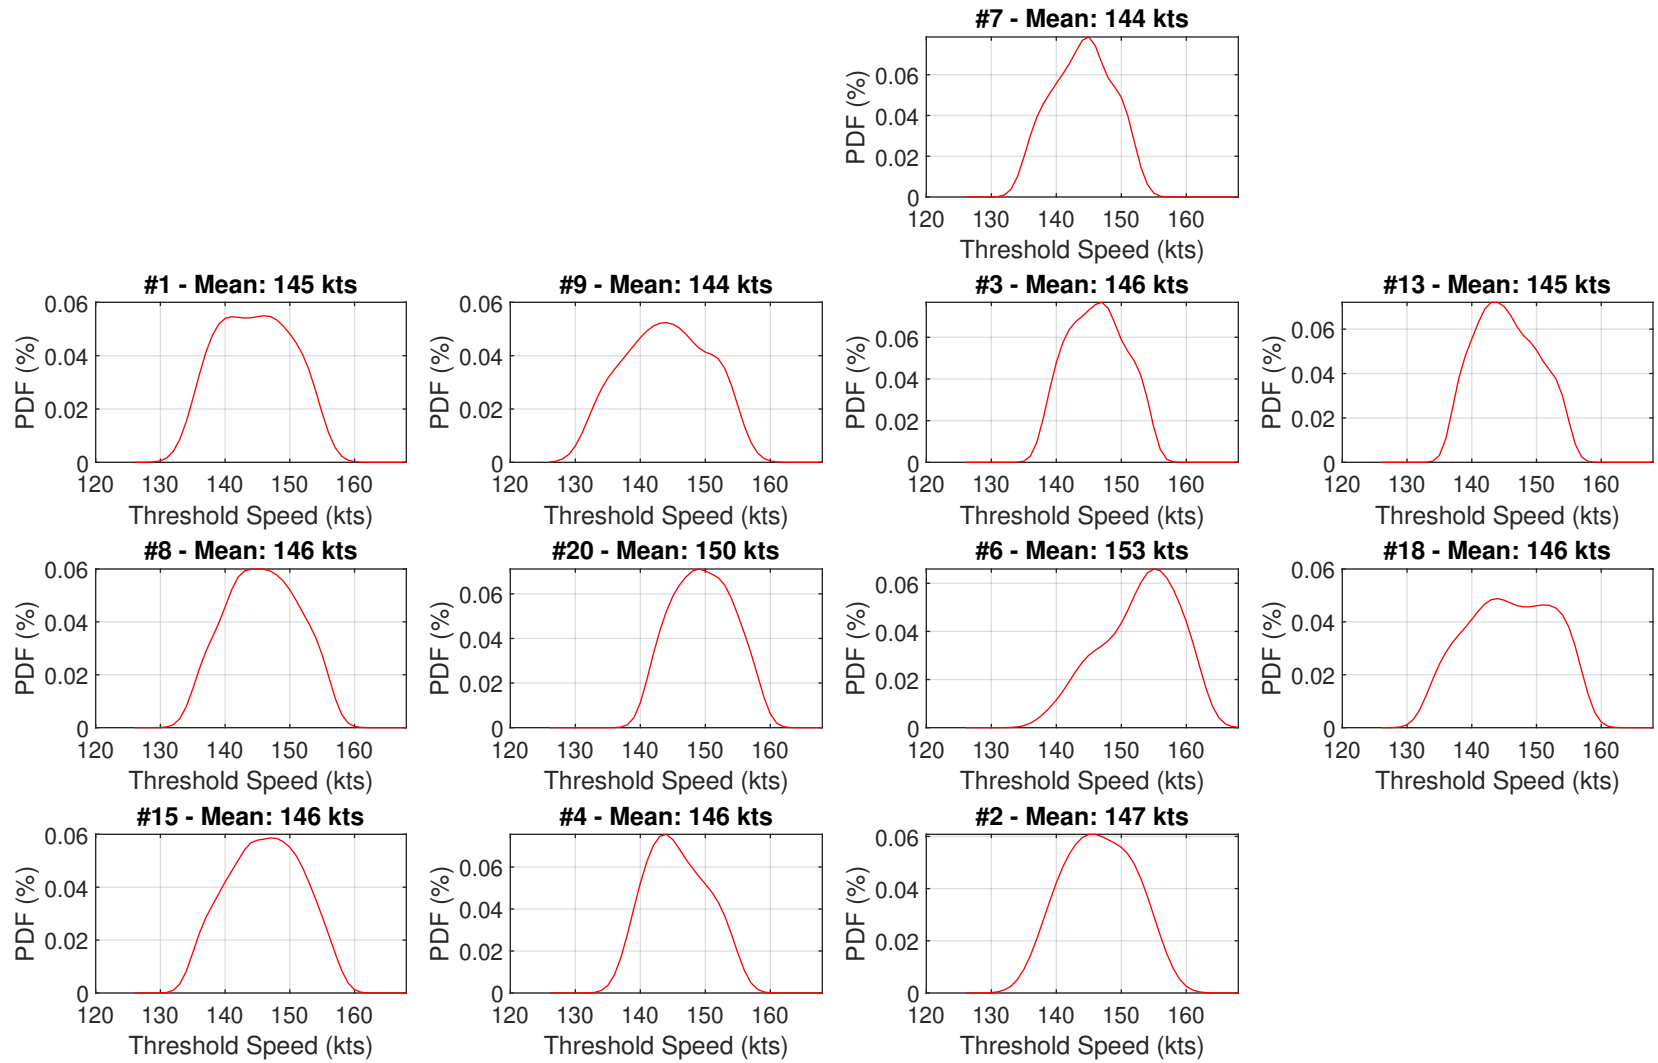 #7 - Mean: 144 kts
PDF (%)
0.06
0.04
0.02
0
120 130 140 150 160
Threshold Speed (kts)
#1 - Mean: 145 kts
PDF (%)
0.06
0.04
0.02
0
120 130 140 150 160
Threshold Speed (kts)
#9 - Mean: 144 kts
PDF (%)
0.06
0.04
0.02
0
120 130 140 150 160
Threshold Speed (kts)
#3 - Mean: 146 kts
PDF (%)
0.06
0.04
0.02
0
120 130 140 150 160
Threshold Speed (kts)
#13 - Mean: 145 kts
PDF (%)
0.06
0.04
0.02
0
120 130 140 150 160
Threshold Speed (kts)
#8 - Mean: 146 kts
PDF (%)
0.06
0.04
0.02
0
120 130 140 150 160
Threshold Speed (kts)
#20 - Mean: 150 kts
PDF (%)
0.06
0.04
0.02
0
120 130 140 150 160
Threshold Speed (kts)
#6 - Mean: 153 kts
PDF (%)
0.06
0.04
0.02
0
120 130 140 150 160
Threshold Speed (kts)
#18 - Mean: 146 kts
PDF (%)
0.06
0.04
0.02
0
120 130 140 150 160
Threshold Speed (kts)
#15 - Mean: 146 kts
PDF (%)
0.06
0.04
0.02
0
120 130 140 150 160
Threshold Speed (kts)
#4 - Mean: 146 kts
PDF (%)
0.06
0.04
0.02
0
120 130 140 150 160
Threshold Speed (kts)
#2 - Mean: 147 kts
PDF (%)
0.06
0.04
0.02
0
120 130 140 150 160
Threshold Speed (kts)